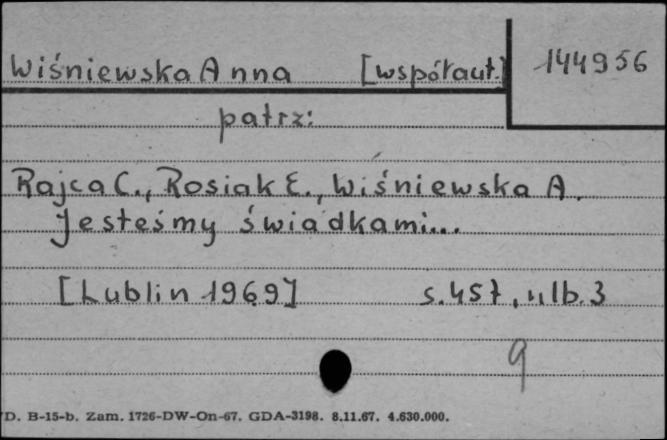 Wiśniewska Anna [współaut.] 144956
patrz:
Rajca C., Rosiak E., Wiśniewska A.
Jesteśmy świadkami...
[Lublin 1969] s. 457, nlb. 3
9
D. B-15-b. Zam. 1726-DW-On-67. GDA-3198. 8.11.67. 4.630.000.